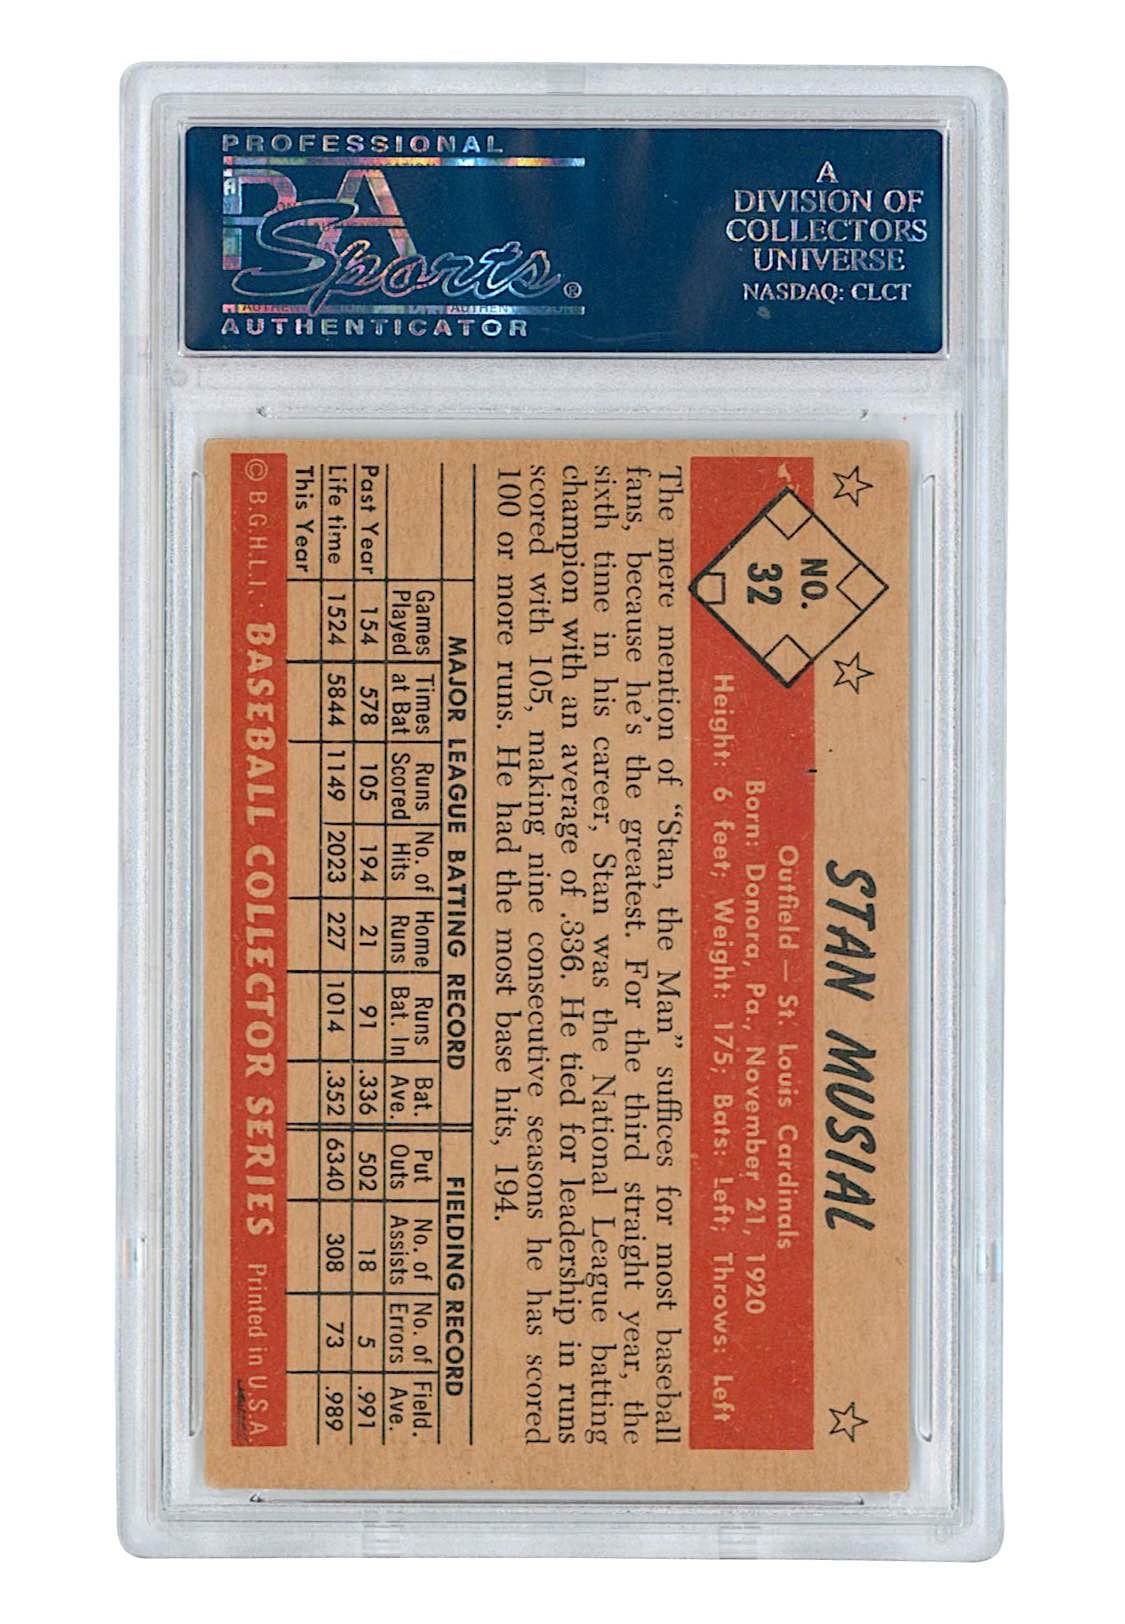 PROFESSIONAL
PSA
Sports®
AUTHENTICATOR
A
DIVISION OF
COLLECTORS
UNIVERSE
NASDAQ: CLCT
STAN MUSIAL
NO.
32
Outfield — St. Louis Cardinals
Born: Donora, Pa., November 21, 1920
Height: 6 feet; Weight: 175; Bats: Left; Throws: Left
The mere mention of “Stan, the Man” suffices for most baseball
fans, because he's the greatest. For the third straight year, the
sixth time in his career, Stan was the National League batting
champion with an average of .336. He tied for leadership in runs
scored with 105, making nine consecutive seasons he has scored
100 or more runs. He had the most base hits, 194.
MAJOR LEAGUE BATTING RECORD FIELDING RECORD
Games Times Runs No. of Home Runs Bat. Put No. of No. of Field.
Played at Bat Scored Hits Runs Bat. In Ave. Outs Assists Errors Ave.
Past Year 154 578 105 194 21 91 .336 502 18 5 .991
Life time 1524 5844 1149 2023 227 1014 .352 6340 308 73 .989
This Year
© B.G.H.L.I. · BASEBALL COLLECTOR SERIES Printed in U.S.A.